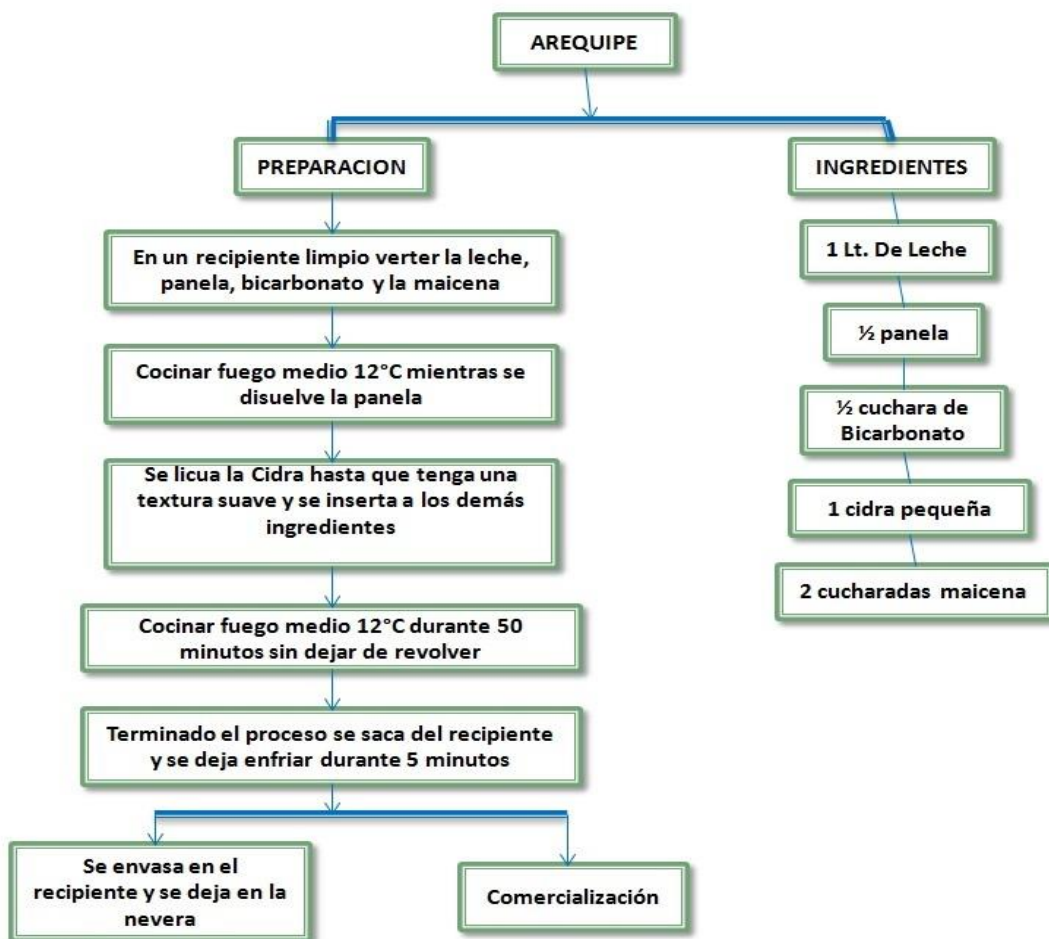 AREQUIPE
PREPARACION
En un recipiente limpio verter la leche,
panela, bicarbonato y la maicena
Cocinar fuego medio 12°C mientras se
disuelve la panela
Se licua la Cidra hasta que tenga una
textura suave y se inserta a los demás
ingredientes
Cocinar fuego medio 12°C durante 50
minutos sin dejar de revolver
Terminado el proceso se saca del recipiente
y se deja enfriar durante 5 minutos
Se envasa en el
recipiente y se deja en la
nevera
Comercialización
INGREDIENTES
1 Lt. De Leche
½ panela
½ cuchara de
Bicarbonato
1 cidra pequeña
2 cucharadas maicena